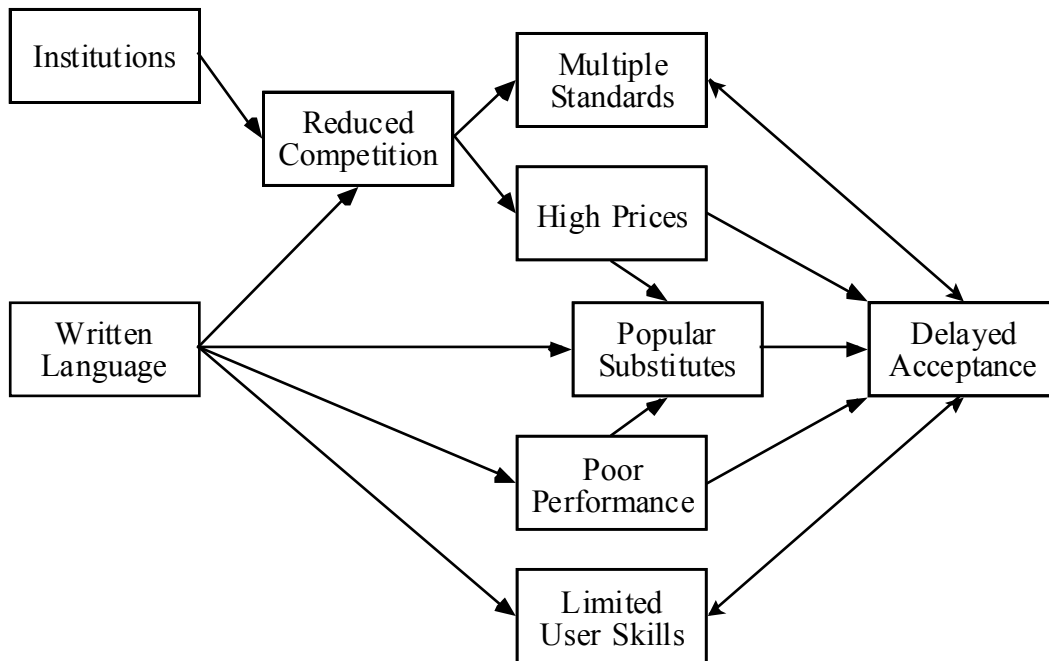 Institutions
Multiple
Standards
Reduced
Competition
High Prices
Written
Language
Popular
Substitutes
Delayed
Acceptance
Poor
Performance
Limited
User Skills